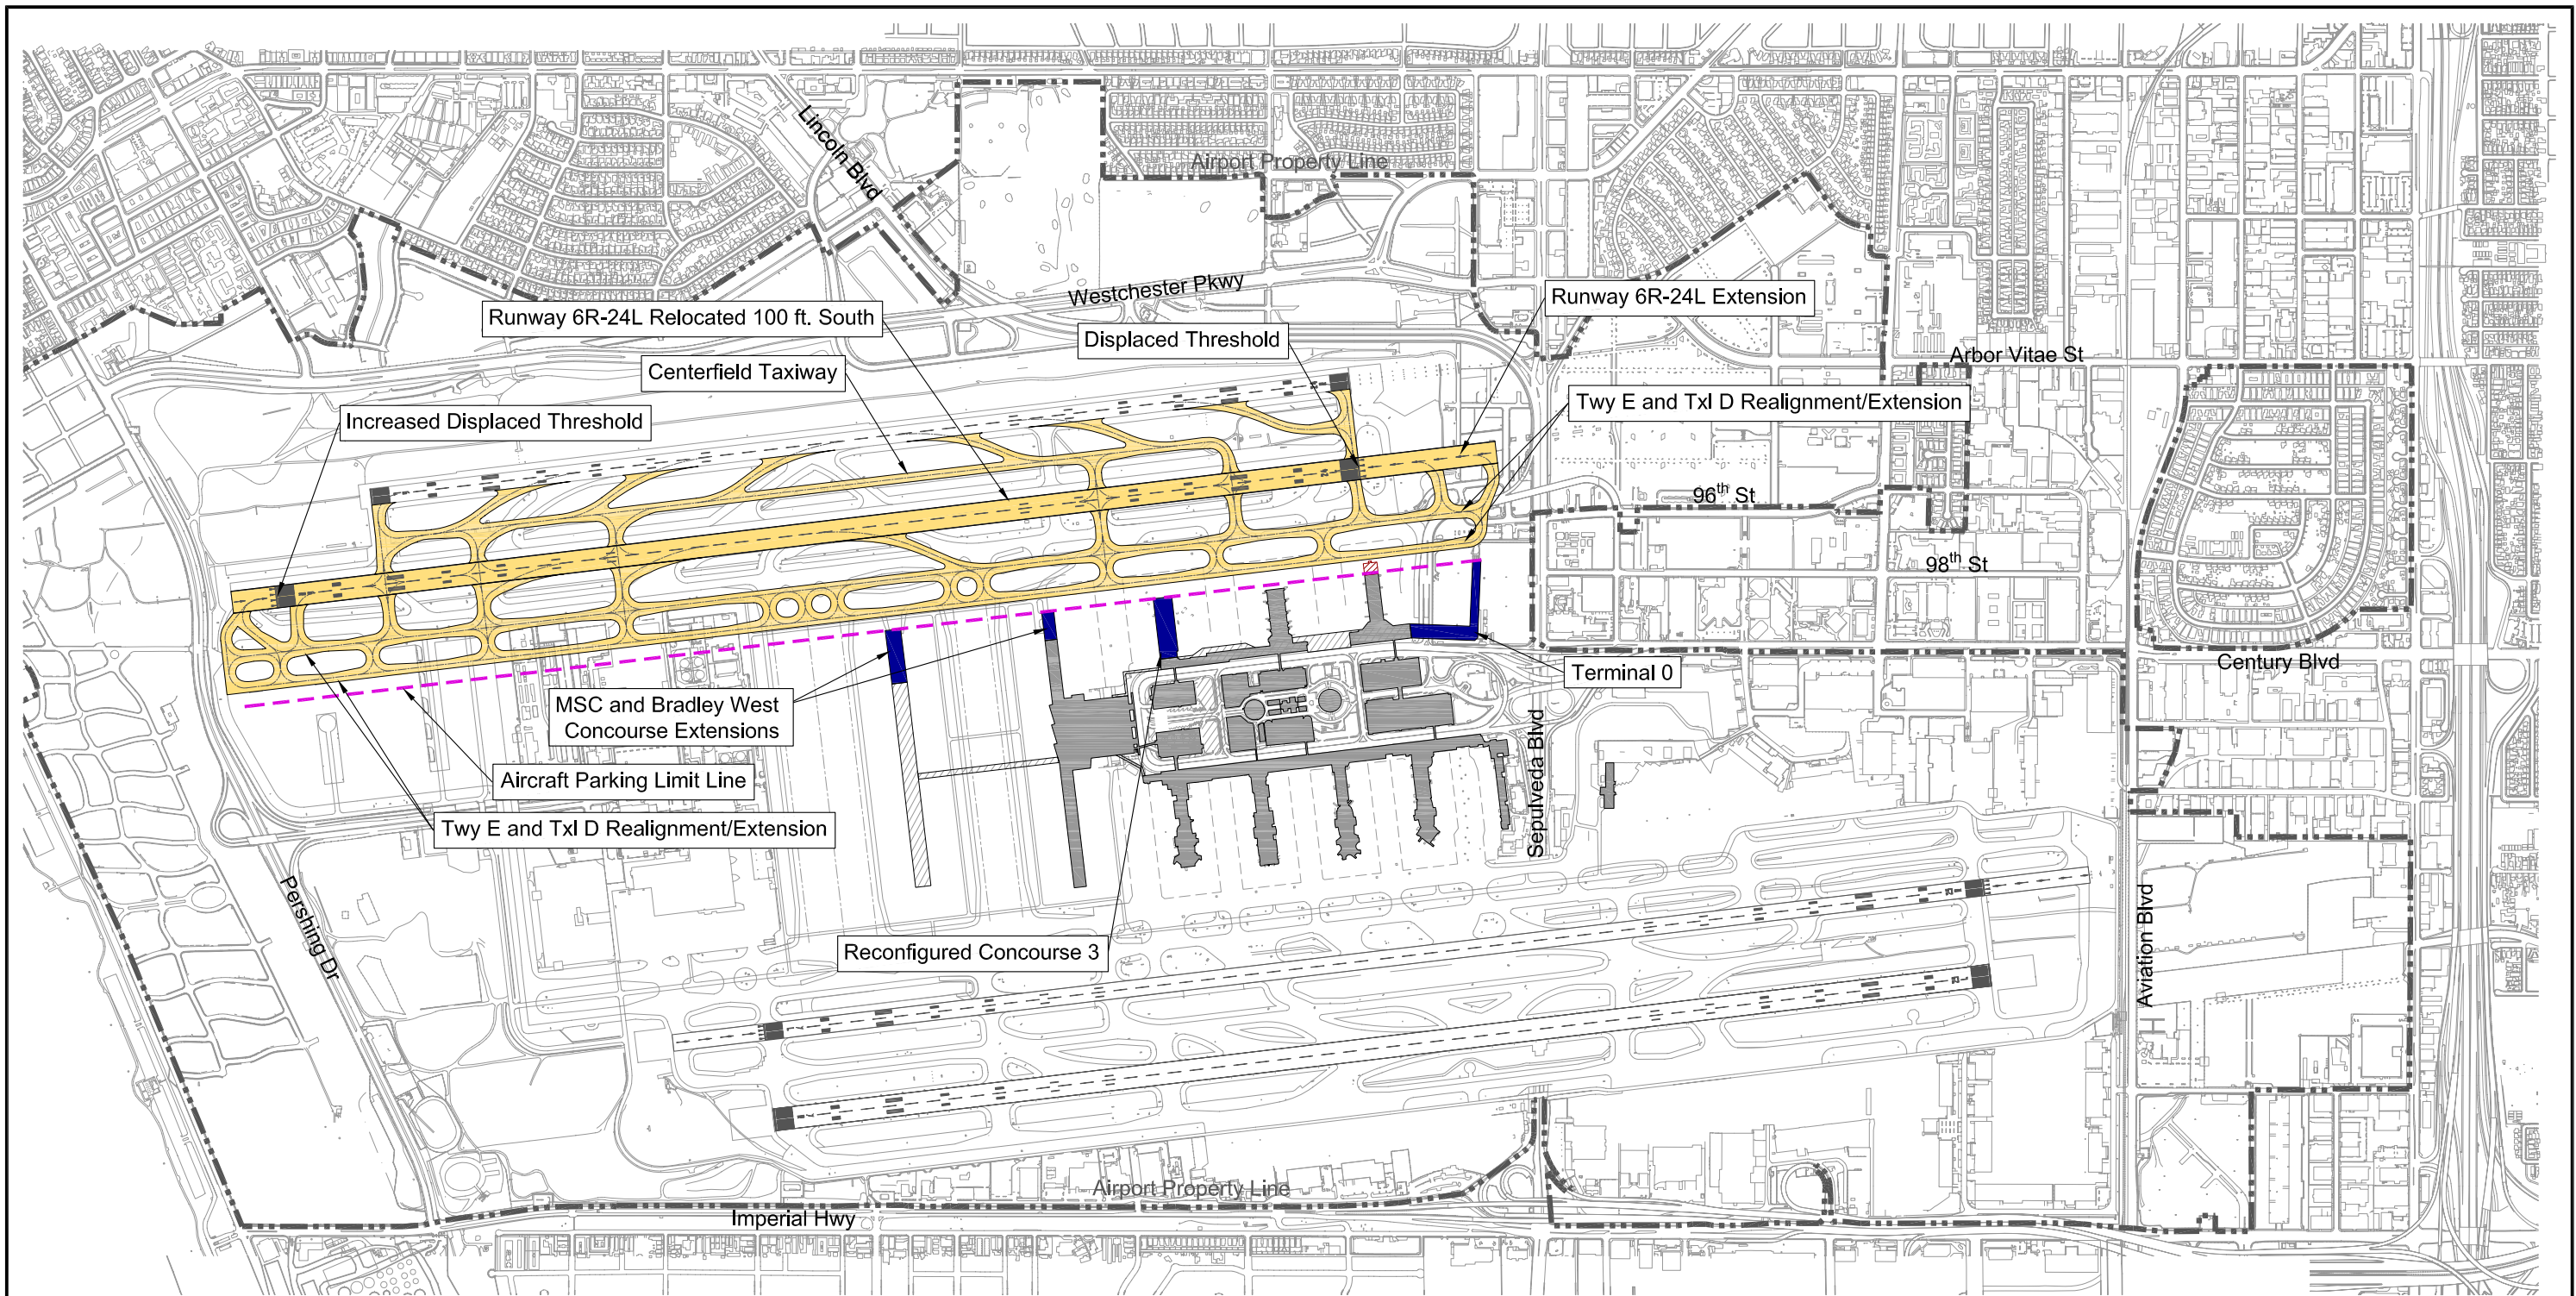 Lincoln Blvd
Airport Property Line
Westchester Pkwy
Runway 6R-24L Extension
Runway 6R-24L Relocated 100 ft. South
Displaced Threshold
Arbor Vitae St
Centerfield Taxiway
Twy E and Txl D Realignment/Extension
Increased Displaced Threshold
96th St
98th St
Century Blvd
Terminal 0
MSC and Bradley West
Concourse Extensions
Sepulveda Blvd
Aircraft Parking Limit Line
Twy E and Txl D Realignment/Extension
Pershing Dr
Aviation Blvd
Reconfigured Concourse 3
Airport Property Line
Imperial Hwy